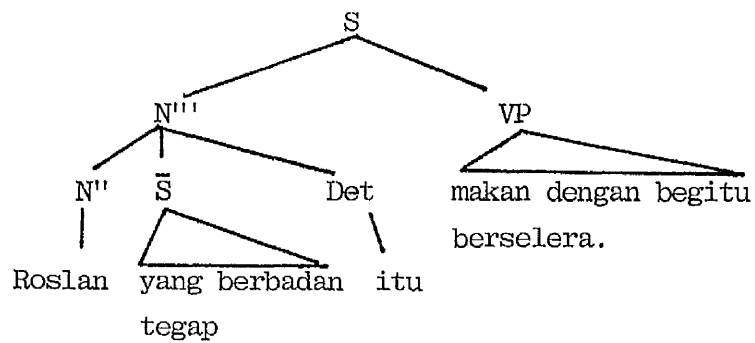 S
N''' VP
N'' S̄ Det makan dengan begitu
berselera.
Roslan yang berbadan itu
tegap